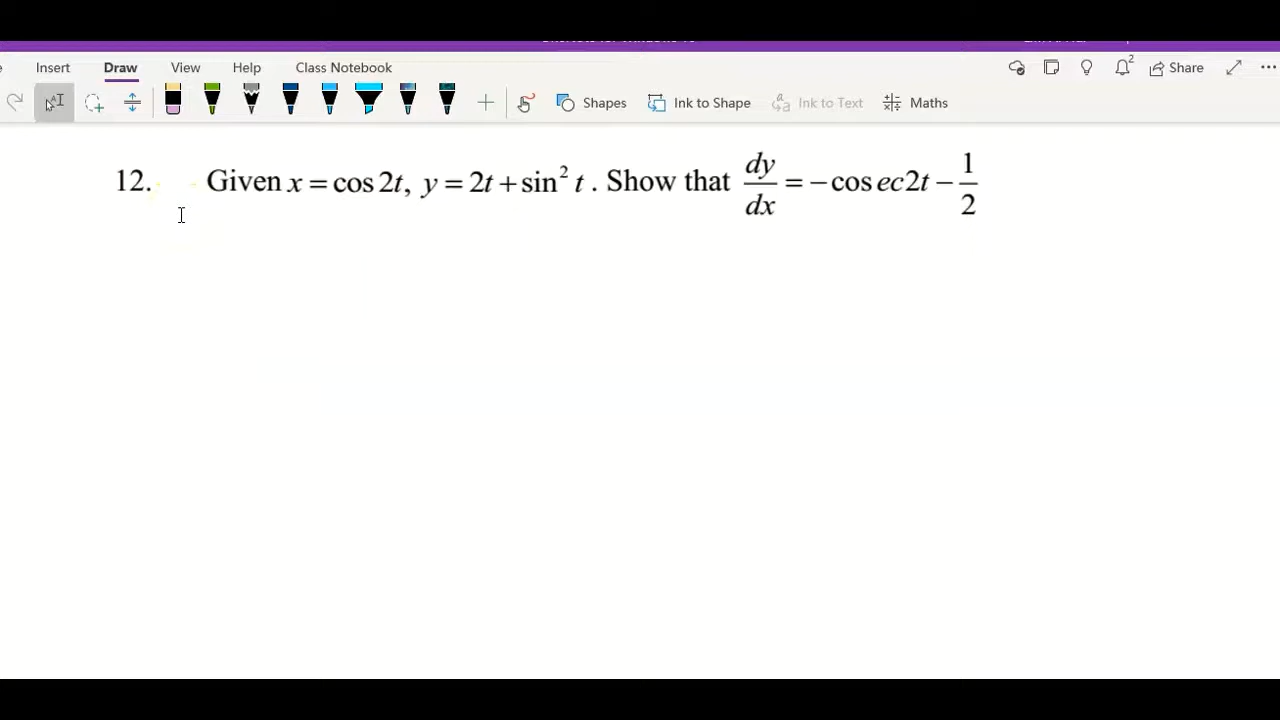 Insert Draw View Help Class Notebook Share
Shapes Ink to Shape Ink to Text Maths
12. Given x = cos 2t, y = 2t + sin² t . Show that dy/dx = −cos ec2t − 1/2